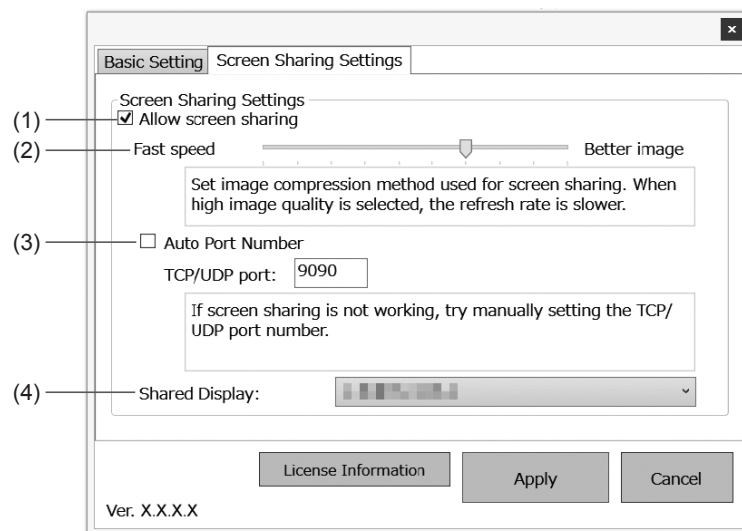 ×
Basic Setting Screen Sharing Settings
Screen Sharing Settings
(1) Allow screen sharing
(2) Fast speed Better image
Set image compression method used for screen sharing. When
high image quality is selected, the refresh rate is slower.
(3) Auto Port Number
TCP/UDP port: 9090
If screen sharing is not working, try manually setting the TCP/
UDP port number.
(4) Shared Display:
License Information Apply Cancel
Ver. X.X.X.X